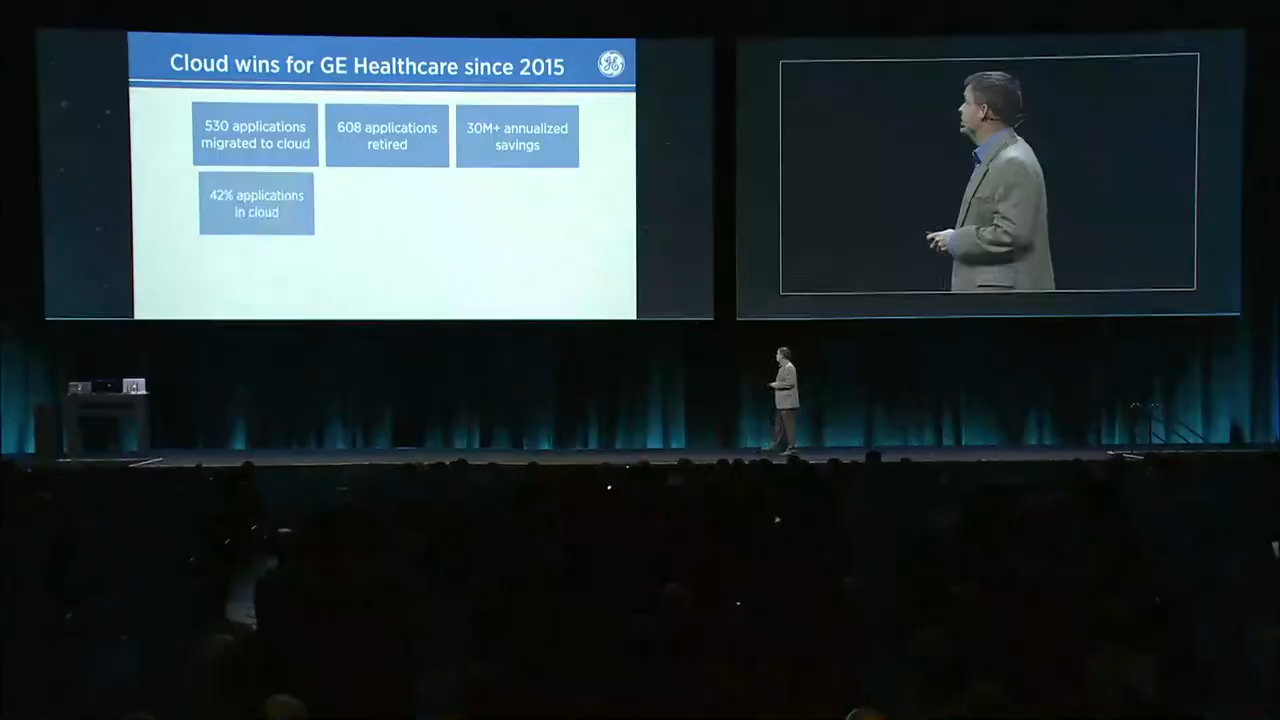 Cloud wins for GE Healthcare since 2015
530 applications
migrated to cloud
608 applications
retired
30M+ annualized
savings
42% applications
in cloud